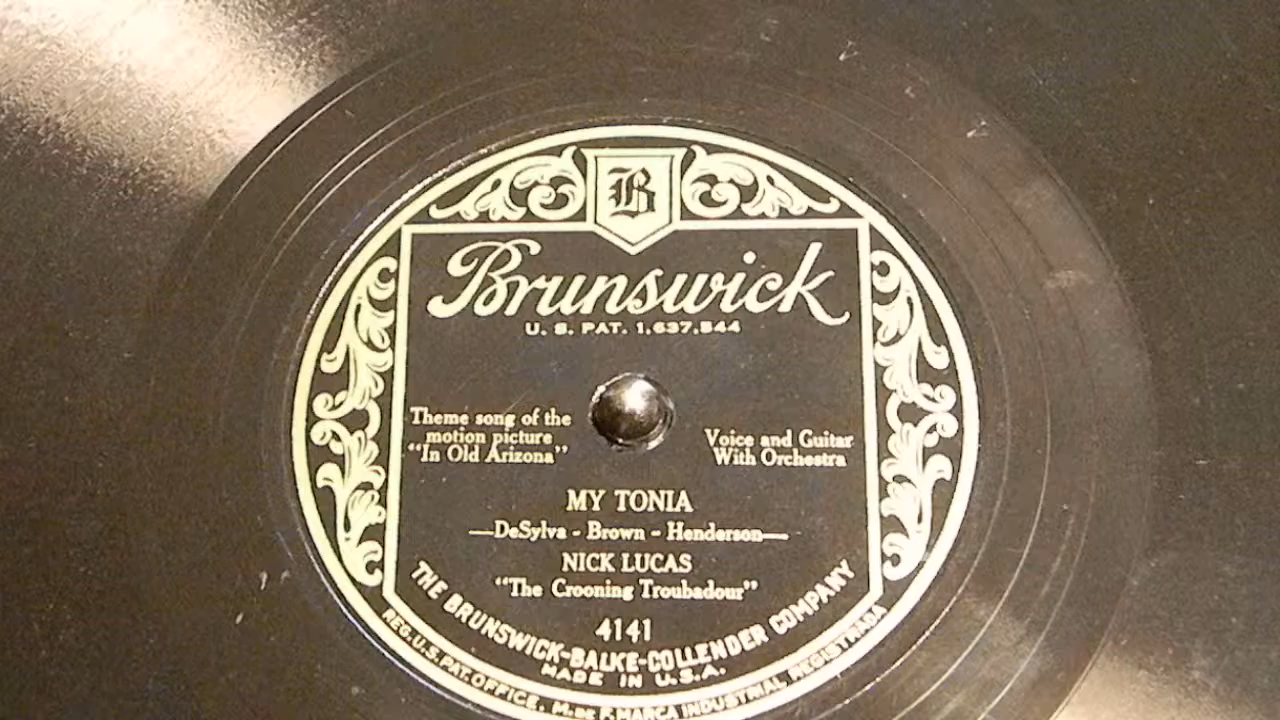 B
Brunswick
U. S. PAT. 1,637,544
Theme song of the
motion picture
“In Old Arizona”
Voice and Guitar
With Orchestra
MY TONIA
—DeSylva - Brown - Henderson—
NICK LUCAS
“The Crooning Troubadour”
4141
THE BRUNSWICK-BALKE-COLLENDER COMPANY
MADE IN U.S.A.
REG. U.S. PAT. OFFICE. M. DE F. MARCA INDUSTRIAL REGISTRADA